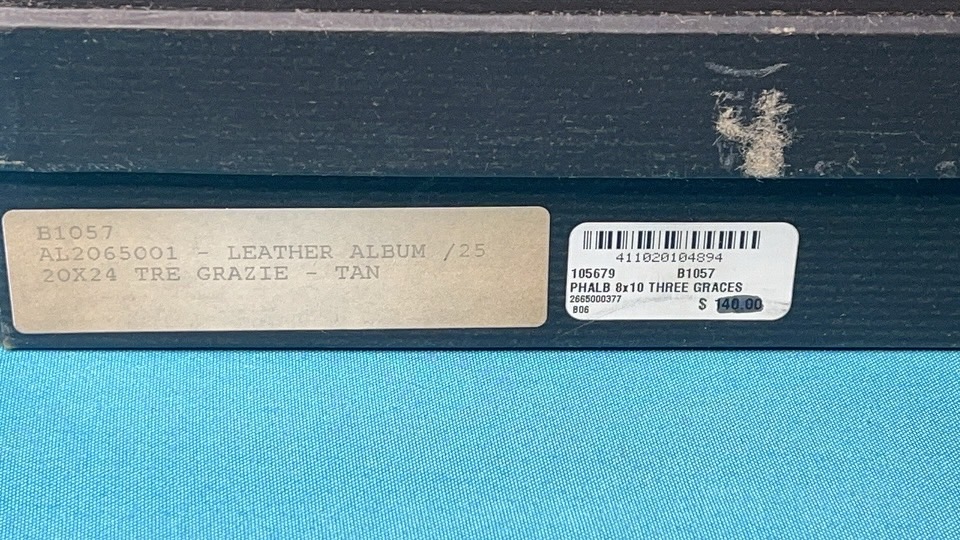 B1057
AL2065001 - LEATHER ALBUM /25
20X24 TRE GRAZIE - TAN
411020104894
105679 B1057
PHALB 8x10 THREE GRACES
2665000377
$ 140.00
B06